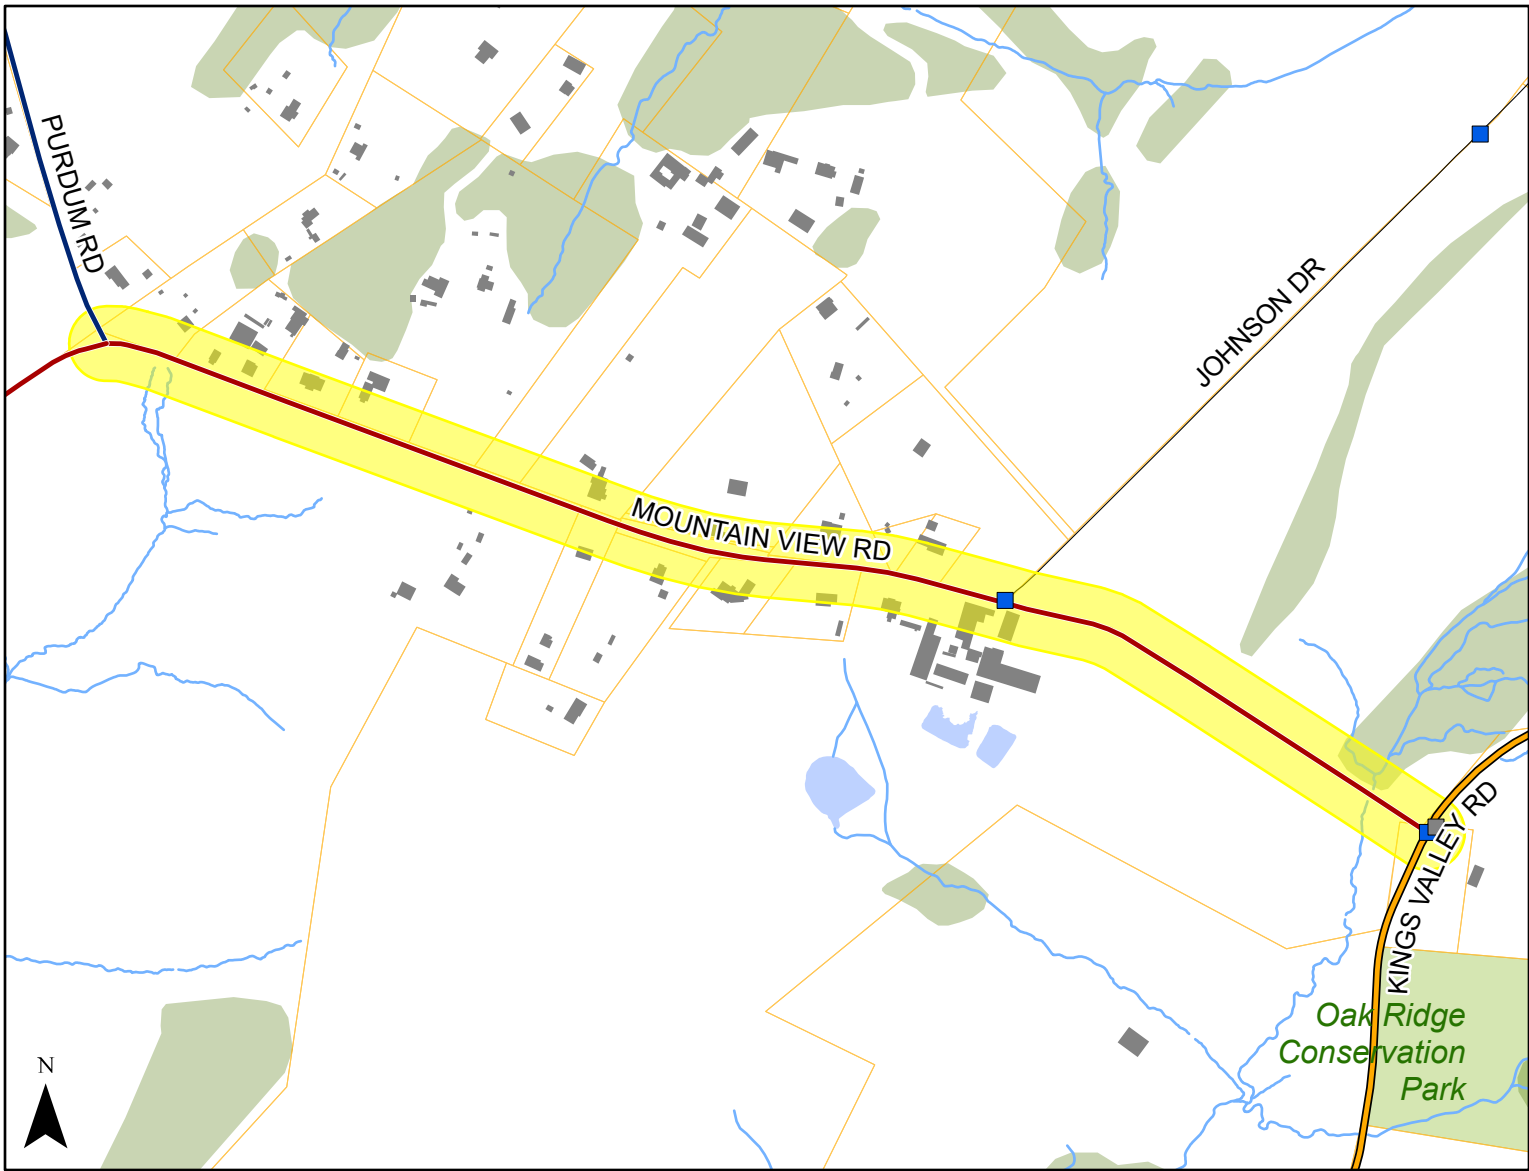 PURDUM RD
JOHNSON DR
MOUNTAIN VIEW RD
KINGS VALLEY RD
Oak Ridge
Conservation
Park
N